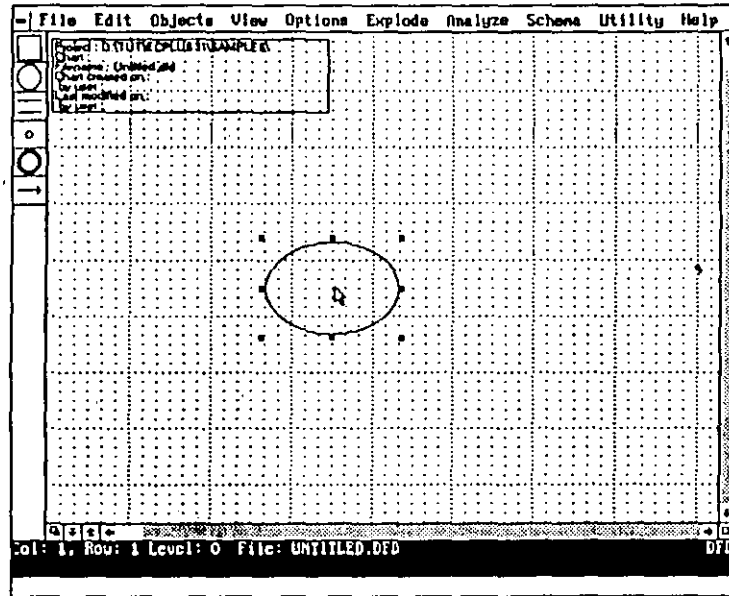 File Edit Objects View Options Explode Analyze Schema Utility Help
Project : D:\
Chart :
Filename : Untitled.dfd
Chart created on :
by user :
Last modified on :
by user :
Col: 1, Row: 1 Level: 0 File: UNTITLED.DFD DFD